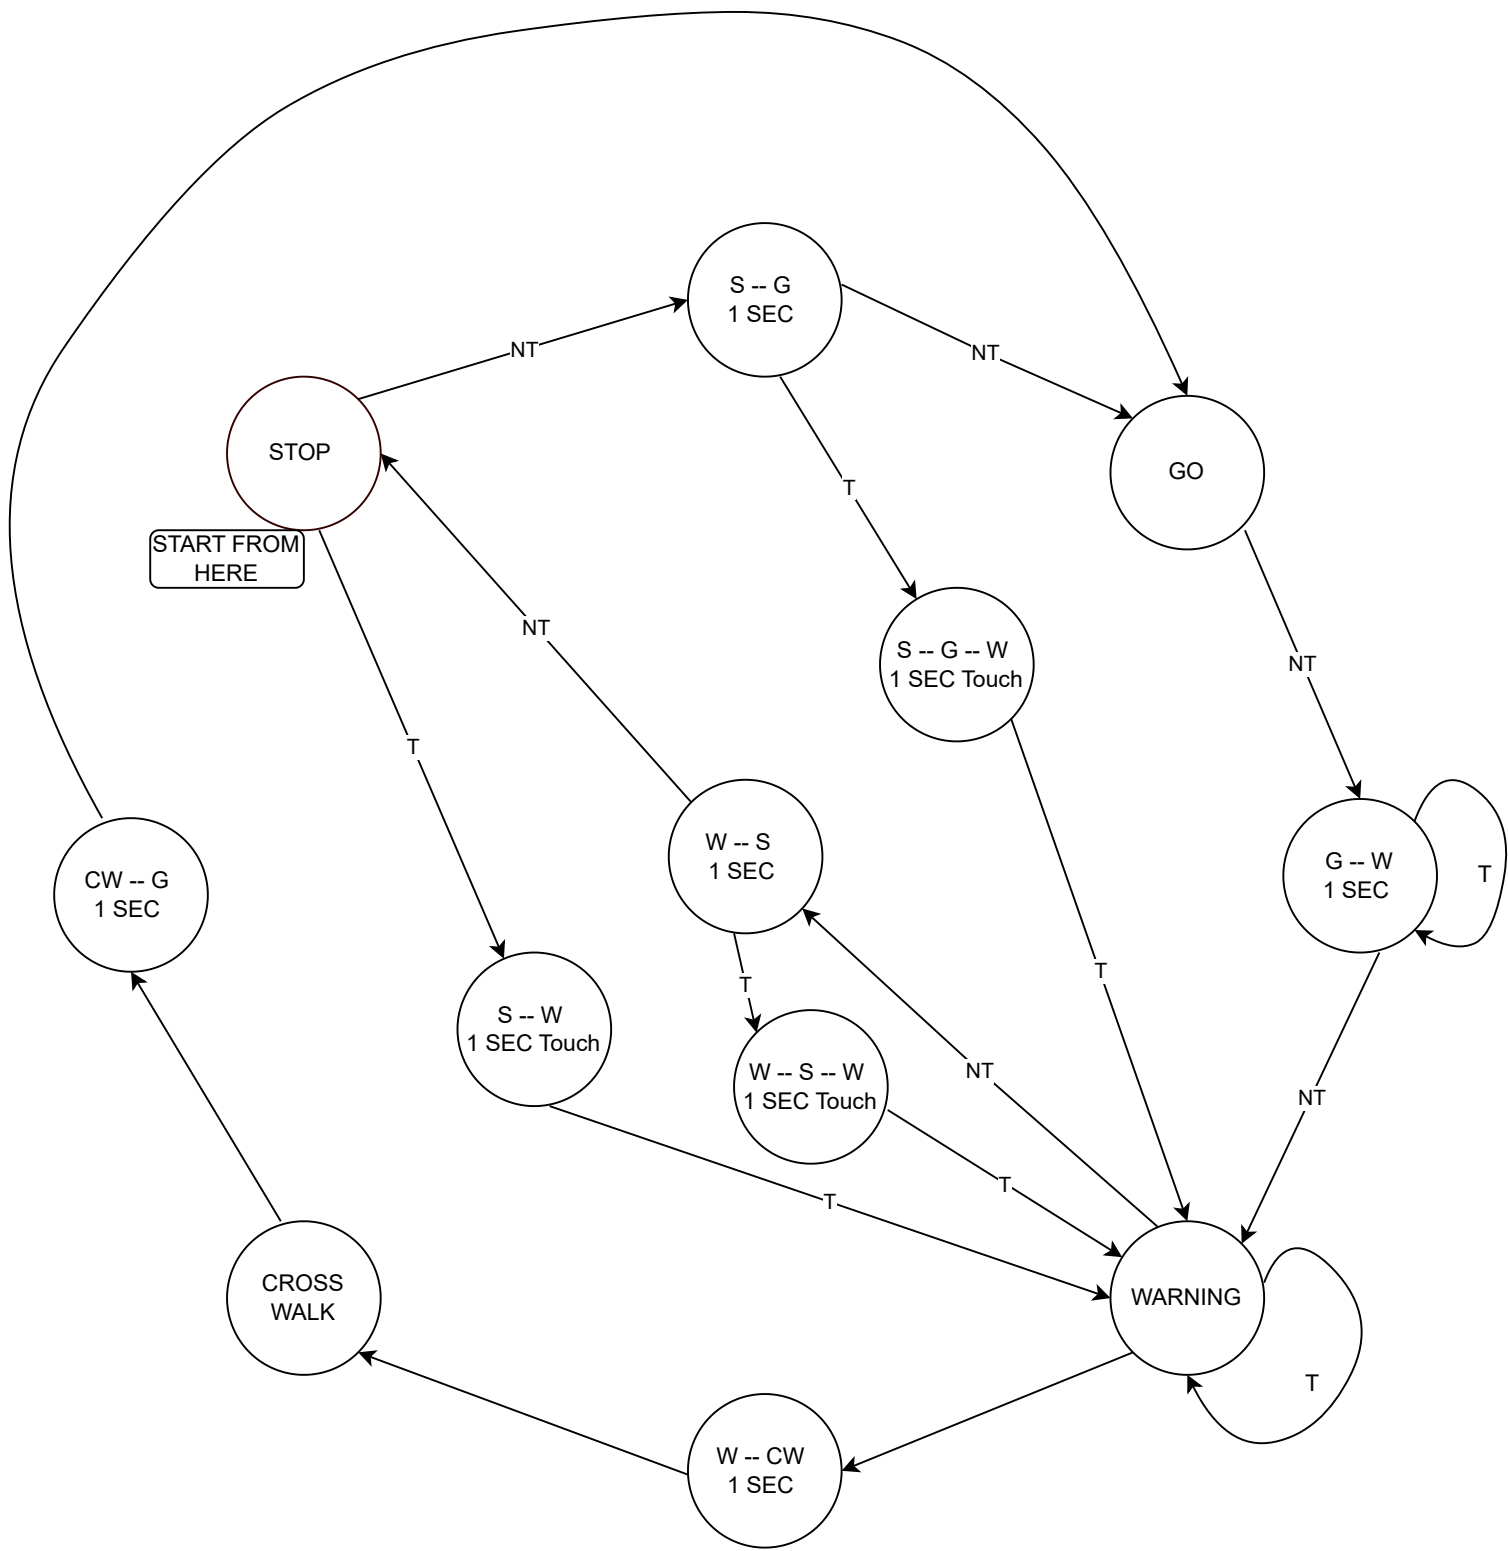 S -- G
1 SEC
NT
NT
STOP
GO
T
START FROM
HERE
NT
S -- G -- W
1 SEC Touch
NT
T
W -- S
1 SEC
G -- W
1 SEC
T
CW -- G
1 SEC
T
T
S -- W
1 SEC Touch
W -- S -- W
1 SEC Touch
NT
NT
T
T
CROSS
WALK
WARNING
T
W -- CW
1 SEC